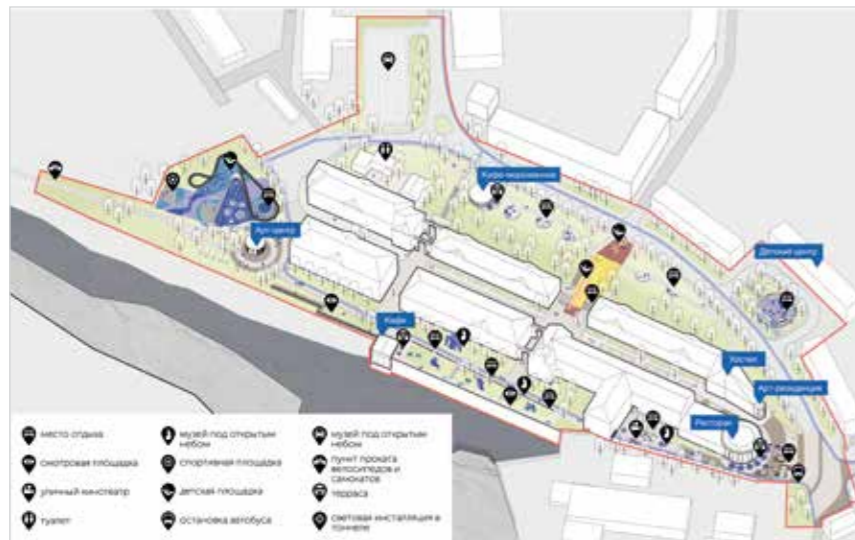 Кафе-мороженое
Арт-центр
Детский центр
Кафе
Хостел
Арт-резиденция
Ресторан
место отдыха
смотровая площадка
уличный кинотеатр
туалет
музей под открытым
небом
спортивная площадка
детская площадка
остановка автобуса
музей под открытым
небом
пункт проката
велосипедов и
самокатов
терраса
световая инсталляция в
тоннеле